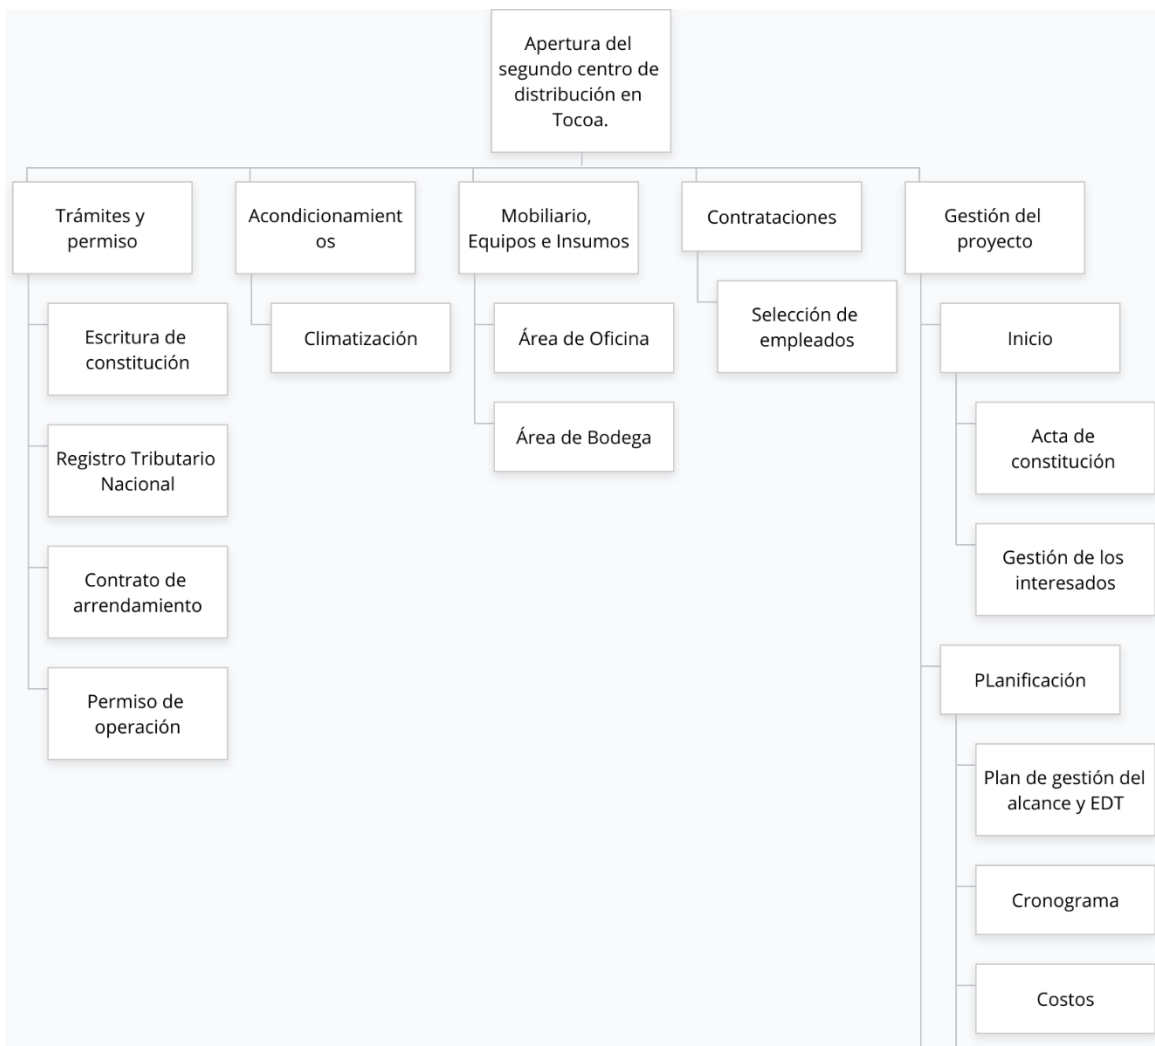 Apertura del
segundo centro de
distribución en
Tocoa.
Trámites y
permiso
Acondicionamient
os
Mobiliario,
Equipos e Insumos
Contrataciones
Gestión del
proyecto
Escritura de
constitución
Registro Tributario
Nacional
Contrato de
arrendamiento
Permiso de
operación
Climatización
Área de Oficina
Área de Bodega
Selección de
empleados
Inicio
Acta de
constitución
Gestión de los
interesados
PLanificación
Plan de gestión del
alcance y EDT
Cronograma
Costos